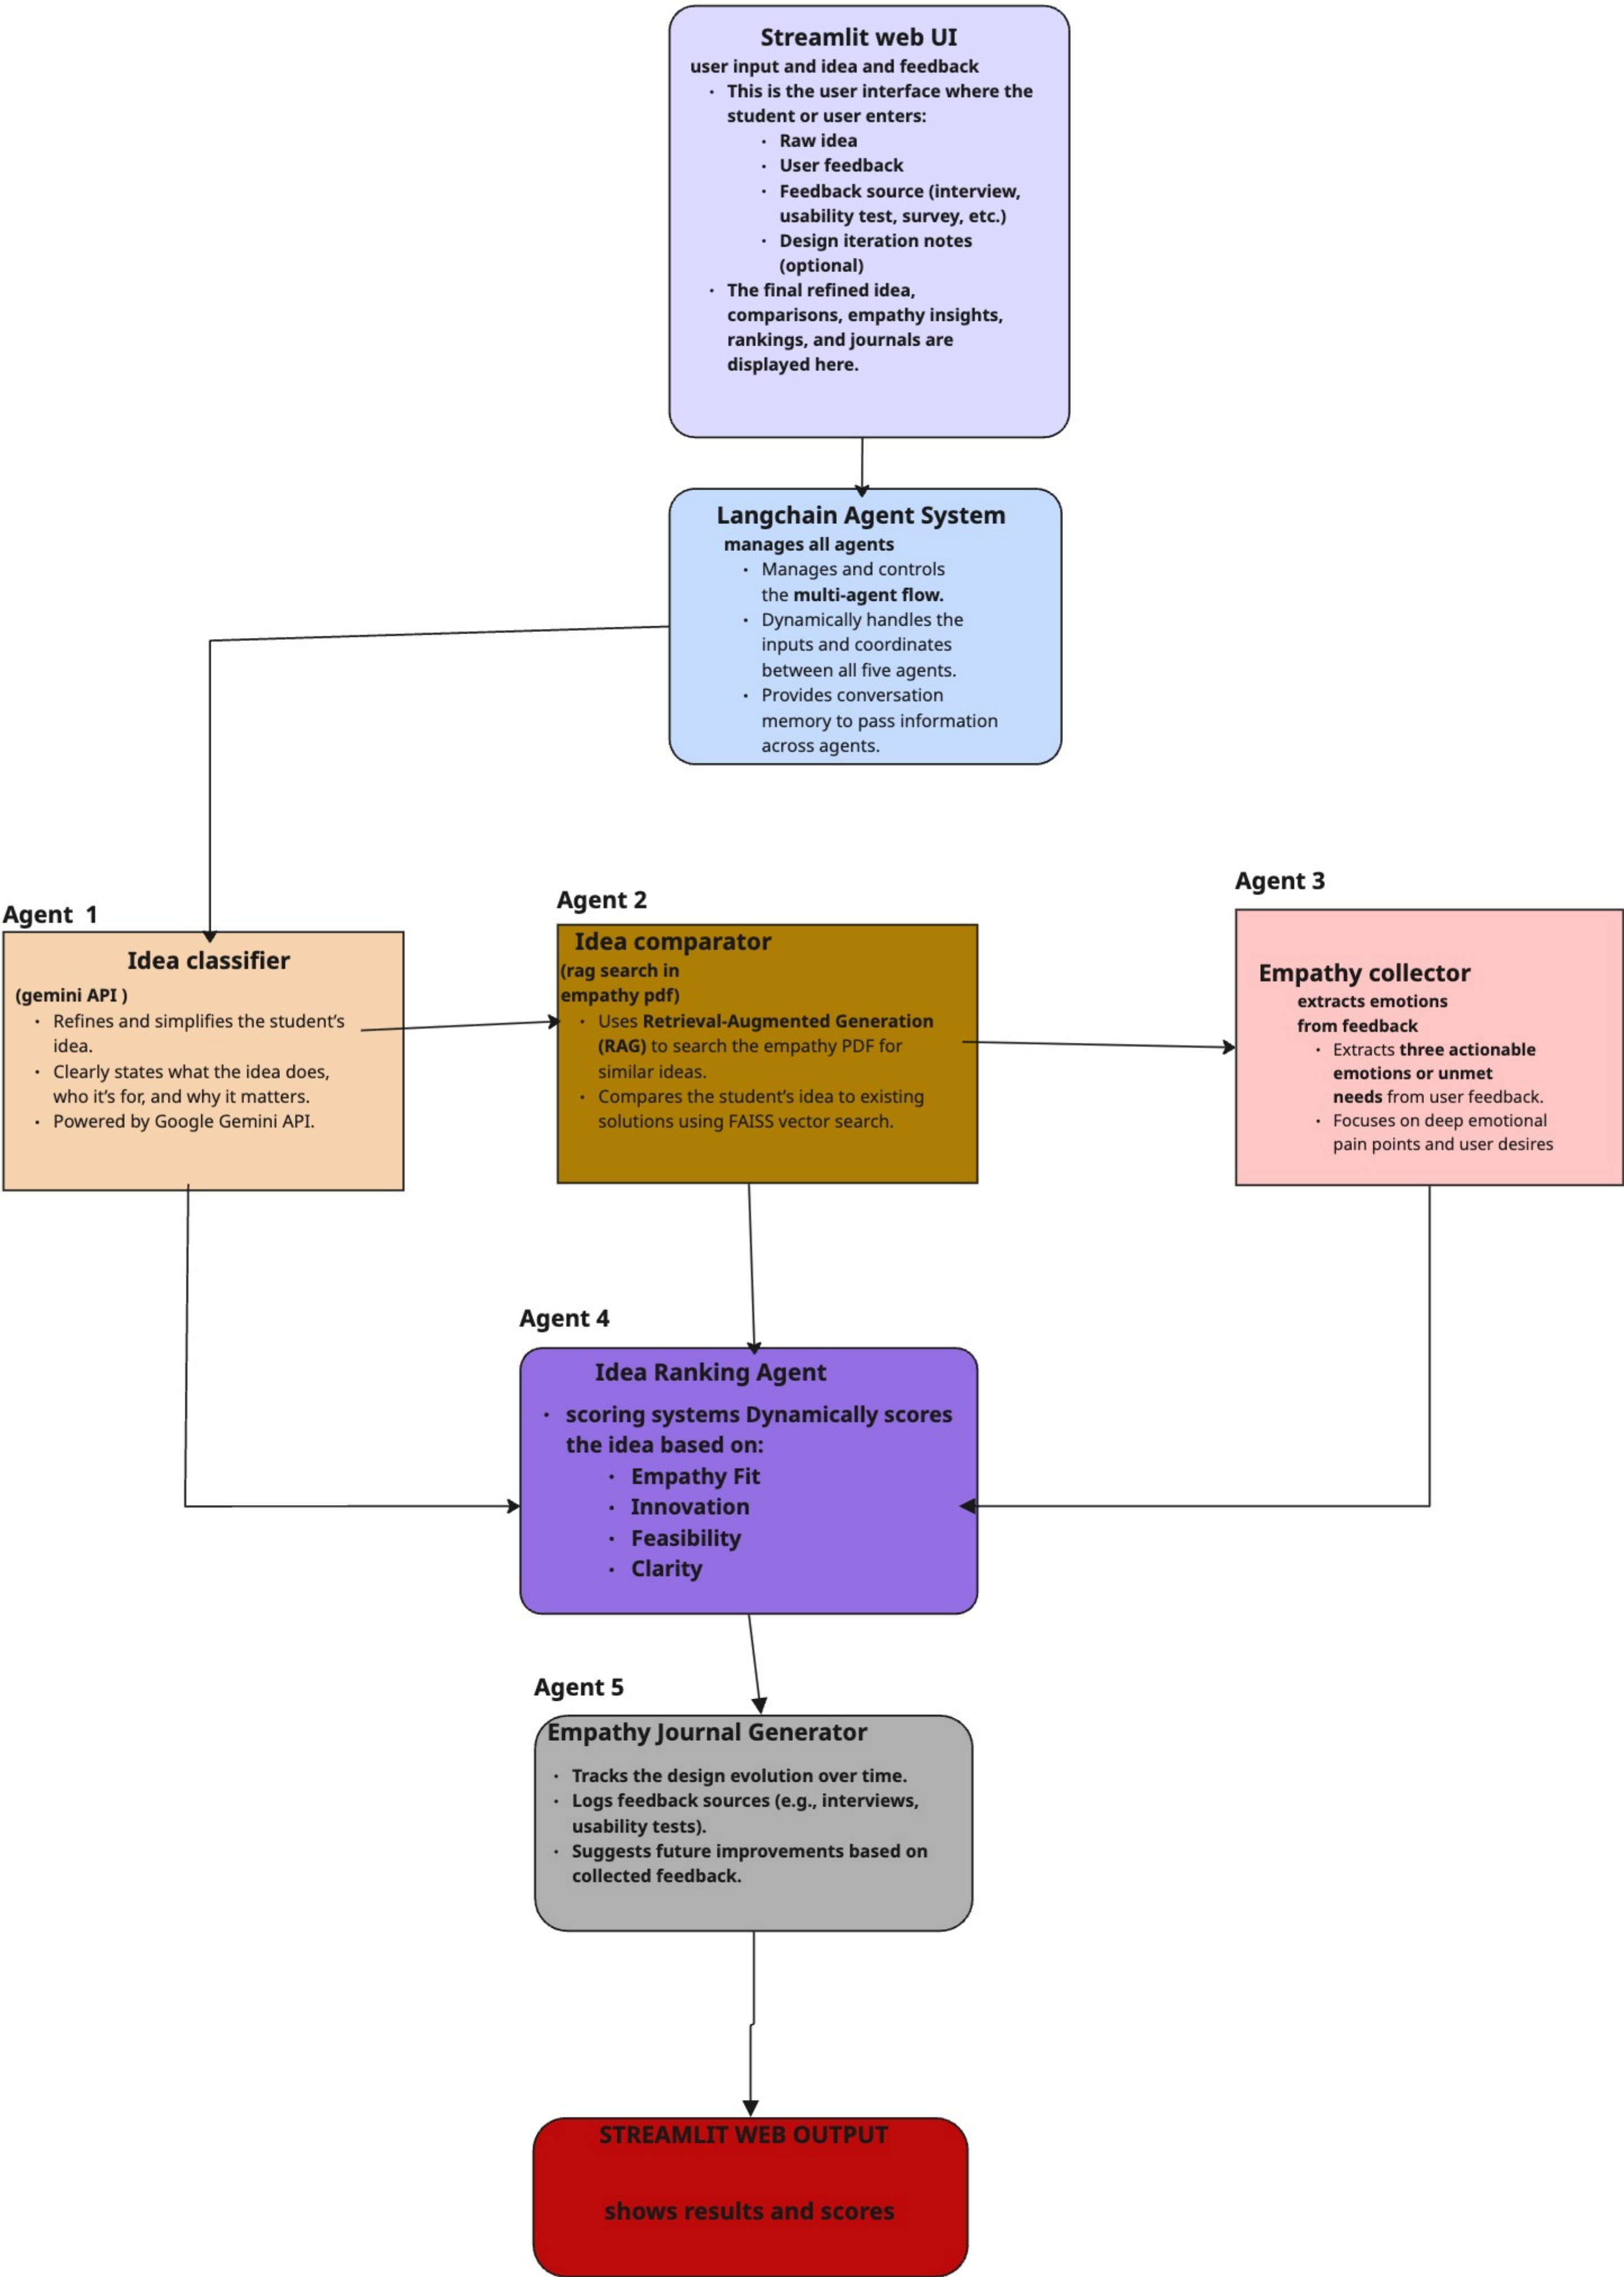 Streamlit web UI
user input and idea and feedback
· This is the user interface where the
student or user enters:
· Raw idea
· User feedback
· Feedback source (interview,
usability test, survey, etc.)
· Design iteration notes
(optional)
· The final refined idea,
comparisons, empathy insights,
rankings, and journals are
displayed here.
Langchain Agent System
manages all agents
· Manages and controls
the multi-agent flow.
· Dynamically handles the
inputs and coordinates
between all five agents.
· Provides conversation
memory to pass information
across agents.
Agent 1
Idea classifier
(gemini API )
· Refines and simplifies the student’s
idea.
· Clearly states what the idea does,
who it’s for, and why it matters.
· Powered by Google Gemini API.
Agent 2
Idea comparator
(rag search in
empathy pdf)
· Uses Retrieval-Augmented Generation
(RAG) to search the empathy PDF for
similar ideas.
· Compares the student’s idea to existing
solutions using FAISS vector search.
Agent 3
Empathy collector
extracts emotions
from feedback
· Extracts three actionable
emotions or unmet
needs from user feedback.
· Focuses on deep emotional
pain points and user desires
Agent 4
Idea Ranking Agent
· scoring systems Dynamically scores
the idea based on:
· Empathy Fit
· Innovation
· Feasibility
· Clarity
Agent 5
Empathy Journal Generator
· Tracks the design evolution over time.
· Logs feedback sources (e.g., interviews,
usability tests).
· Suggests future improvements based on
collected feedback.
STREAMLIT WEB OUTPUT
shows results and scores